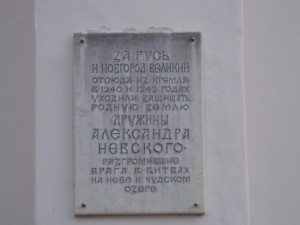 ЗА РУСЬ
И НОВГОРОД ВЕЛИКИЙ
ОТСЮДА ИЗ КРЕМЛЯ
В 1240 И 1242 ГОДАХ
УХОДИЛИ ЗАЩИЩАТЬ
РОДНУЮ ЗЕМЛЮ
ДРУЖИНЫ
АЛЕКСАНДРА
НЕВСКОГО·
РАЗГРОМИВШИЕ
ВРАГА В БИТВАХ
НА НЕВЕ И ЧУДСКОМ
ОЗЕРЕ